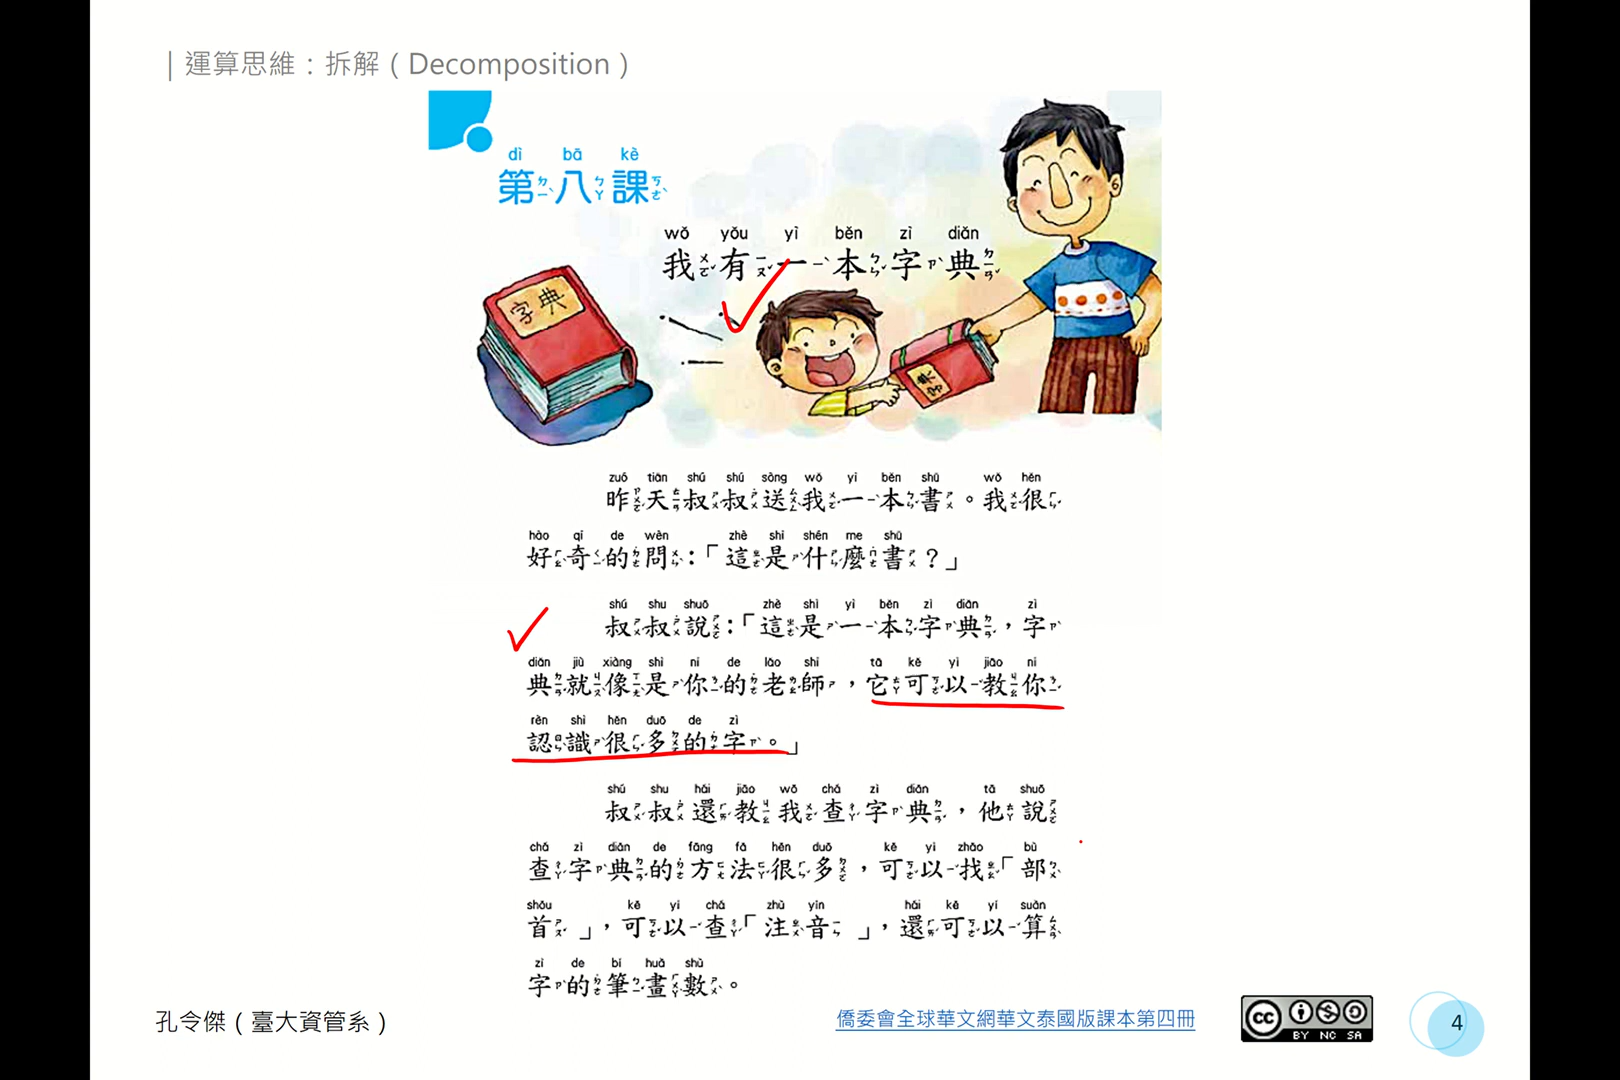 ｜運算思維：拆解（Decomposition）
dì bā kè
第八課
wǒ yǒu yì běn zì diǎn
我有一本字典
字典
字典
zuó tiān shú shú sòng wǒ yì běn shū wǒ hěn
昨天叔叔送我一本書。我很
hào qí de wèn zhè shì shén me shū
好奇的問：「這是什麼書？」
shú shu shuō zhè shì yì běn zì diǎn zì
叔叔說：「這是一本字典，字
diǎn jiù xiàng shì nǐ de lǎo shī tā kě yǐ jiāo nǐ
典就像是你的老師，它可以教你
rèn shì hěn duō de zì
認識很多的字。」
shú shu hái jiāo wǒ chá zì diǎn tā shuō
叔叔還教我查字典，他說
chá zì diǎn de fāng fǎ hěn duō kě yǐ zhǎo bù
查字典的方法很多，可以找「部
shǒu kě yǐ chá zhù yīn hái kě yǐ suàn
首」，可以查「注音」，還可以算
zì de bǐ huà shù
字的筆畫數。
孔令傑（臺大資管系）
僑委會全球華文網華文泰國版課本第四冊
cc BY NC SA
4